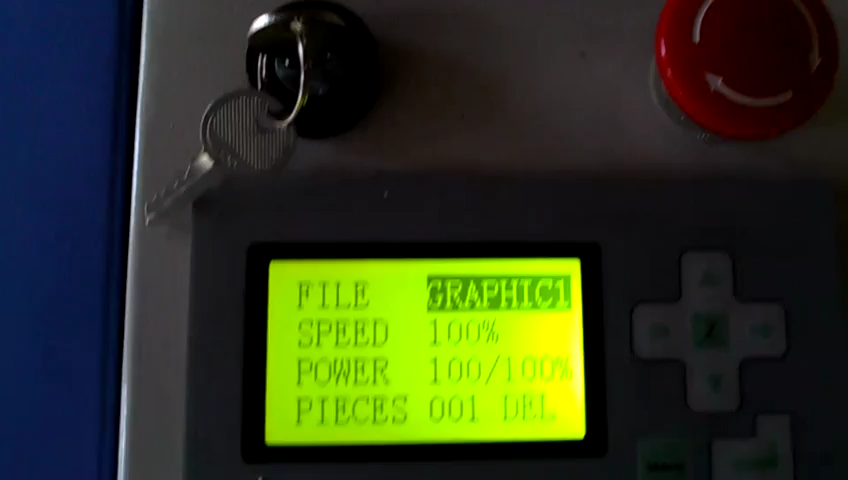 FILE GRAPHIC1
SPEED 100%
POWER 100/100%
PIECES 001 DEL
Z